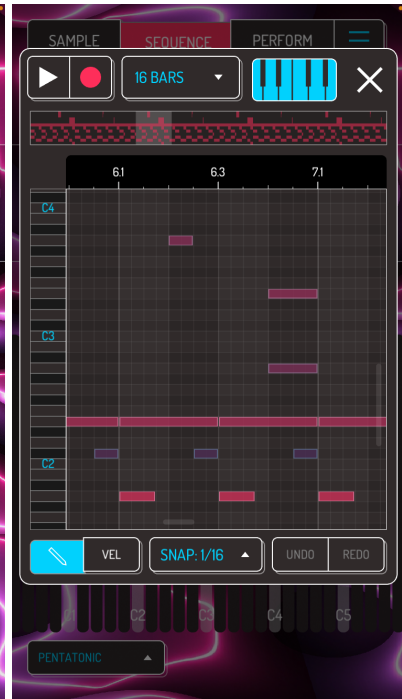 SAMPLE SEQUENCE PERFORM
16 BARS
6.1 6.3 7.1
C4
C3
C2
VEL SNAP: 1/16 UNDO REDO
C1 C2 C3 C4 C5
PENTATONIC